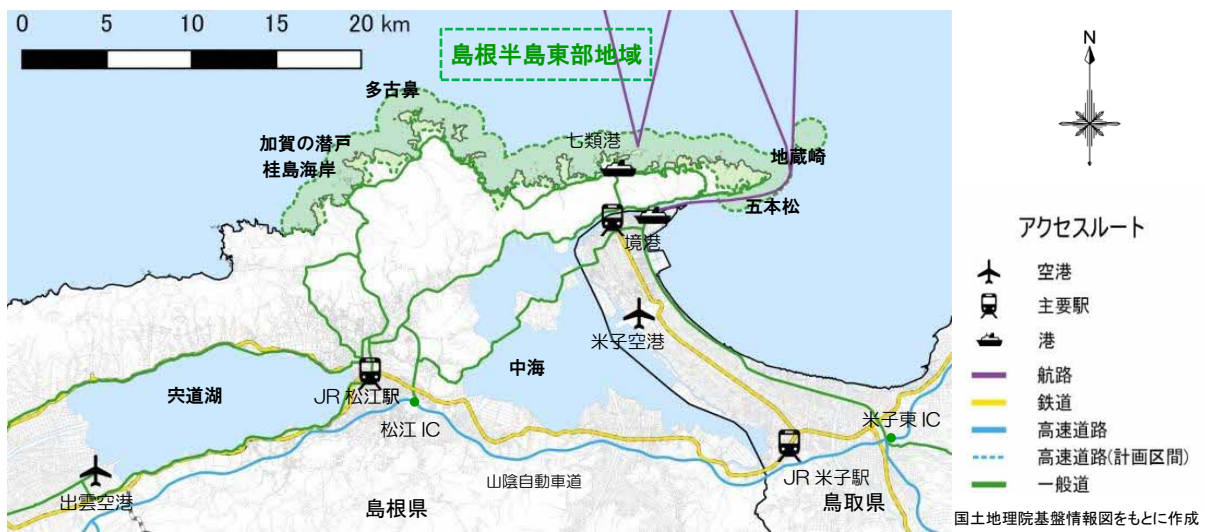 0 5 10 15 20 km
島根半島東部地域
多古鼻
加賀の潜戸
桂島海岸
七類港
地蔵崎
五本松
境港
米子空港
中海
宍道湖
JR 松江駅
松江 IC
米子東 IC
JR 米子駅
山陰自動車道
出雲空港
島根県
鳥取県
N
アクセスルート
空港
主要駅
港
航路
鉄道
高速道路
高速道路(計画区間)
一般道
国土地理院基盤情報図をもとに作成